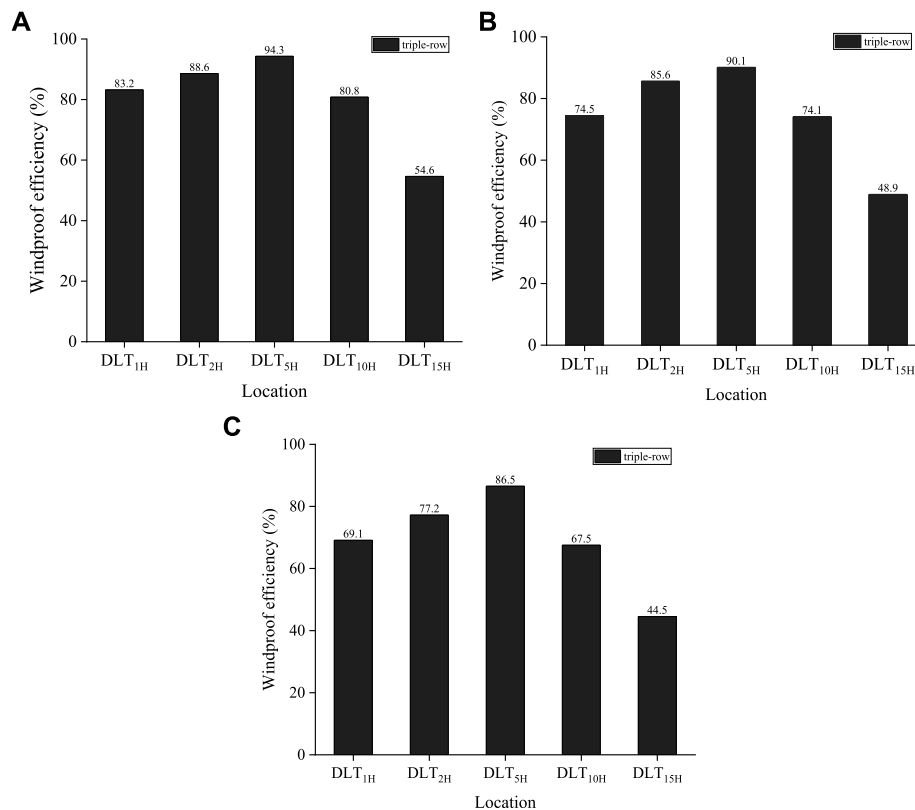 A
triple-row
Windproof efficiency (%)
100
80
60
40
20
0
83.2
88.6
94.3
80.8
54.6
DLT1H
DLT2H
DLT5H
DLT10H
DLT15H
Location
B
triple-row
Windproof efficiency (%)
100
80
60
40
20
0
74.5
85.6
90.1
74.1
48.9
DLT1H
DLT2H
DLT5H
DLT10H
DLT15H
Location
C
triple-row
Windproof efficiency (%)
100
80
60
40
20
0
69.1
77.2
86.5
67.5
44.5
DLT1H
DLT2H
DLT5H
DLT10H
DLT15H
Location